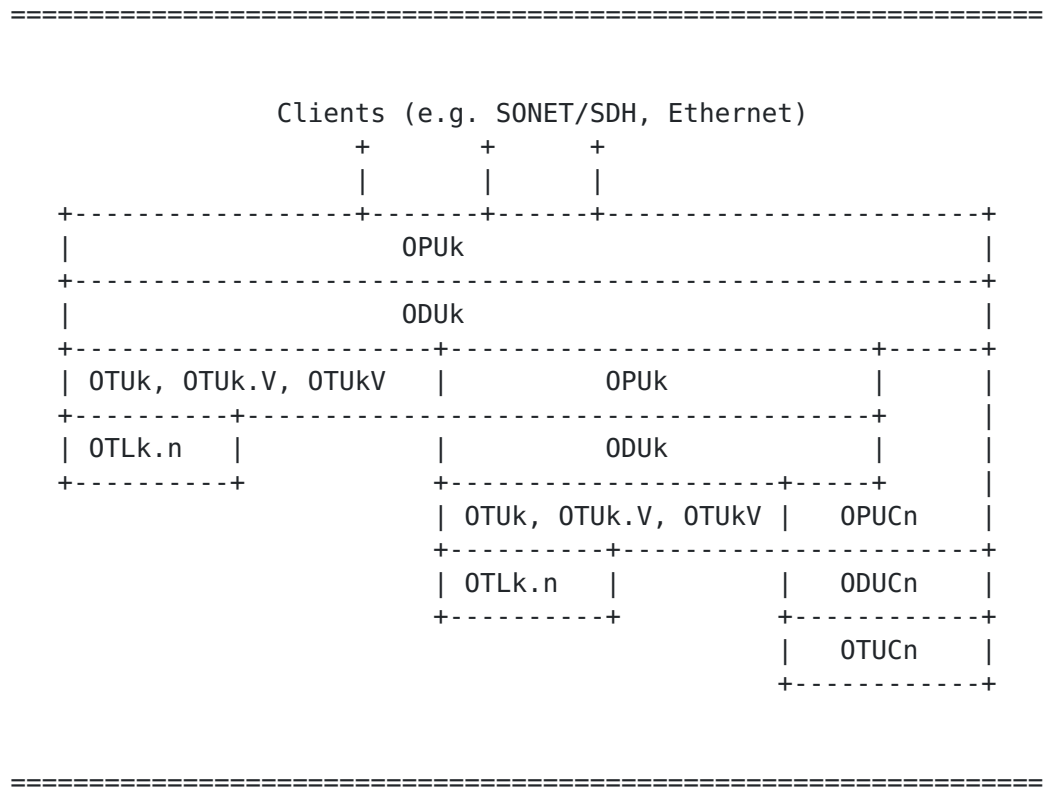 Clients (e.g. SONET/SDH, Ethernet)
OPUk
ODUk
OTUk, OTUk.V, OTUkV OPUk
OTLk.n ODUk
OTUk, OTUk.V, OTUkV OPUCn
OTLk.n ODUCn
OTUCn